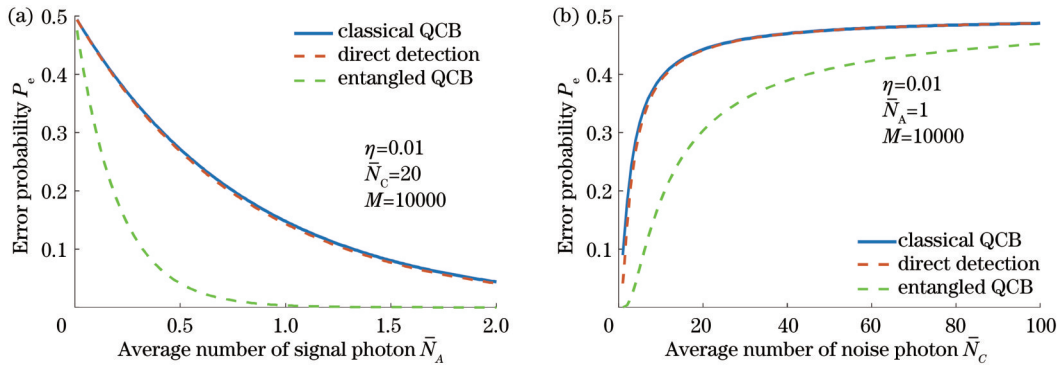 (a)
0.5
0.4
0.3
0.2
0.1
0
0.5
1.0
1.5
2.0
Error probability Pₑ
classical QCB
direct detection
entangled QCB
η=0.01
N̄_C=20
M=10000
Average number of signal photon N̄_A
(b)
0.5
0.4
0.3
0.2
0.1
0
20
40
60
80
100
Error probability Pₑ
η=0.01
N̄_A=1
M=10000
classical QCB
direct detection
entangled QCB
Average number of noise photon N̄_C